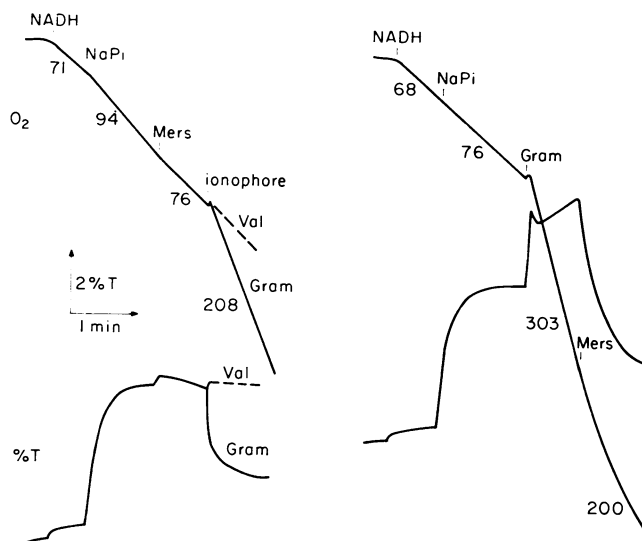 NADH
NaPi
71
O₂
94
Mers
76
ionophore
Val
2%T
Gram
1 min
208
Val
%T
Gram
NADH
NaPi
68
76
Gram
303
Mers
200